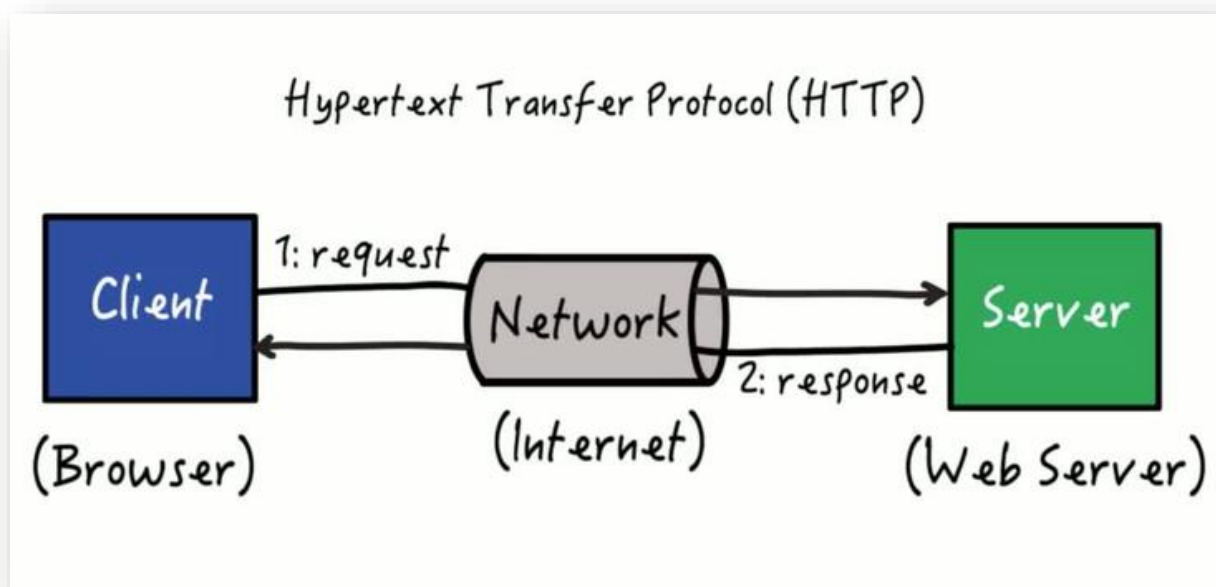 Hypertext Transfer Protocol (HTTP)
1: request
Client
Network
Server
2: response
(Browser)
(Internet)
(Web Server)